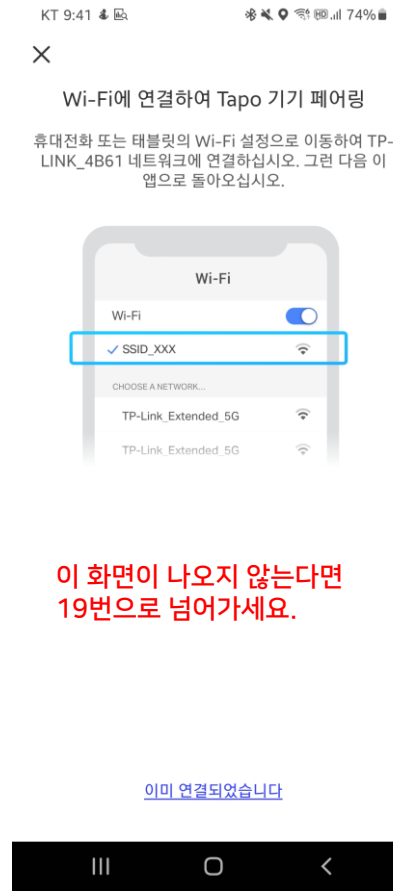 KT 9:41
74%
Wi-Fi에 연결하여 Tapo 기기 페어링
휴대전화 또는 태블릿의 Wi-Fi 설정으로 이동하여 TP-
LINK_4B61 네트워크에 연결하십시오. 그런 다음 이
앱으로 돌아오십시오.
Wi-Fi
Wi-Fi
SSID_XXX
CHOOSE A NETWORK...
TP-Link_Extended_5G
TP-Link_Extended_5G
이 화면이 나오지 않는다면
19번으로 넘어가세요.
이미 연결되었습니다